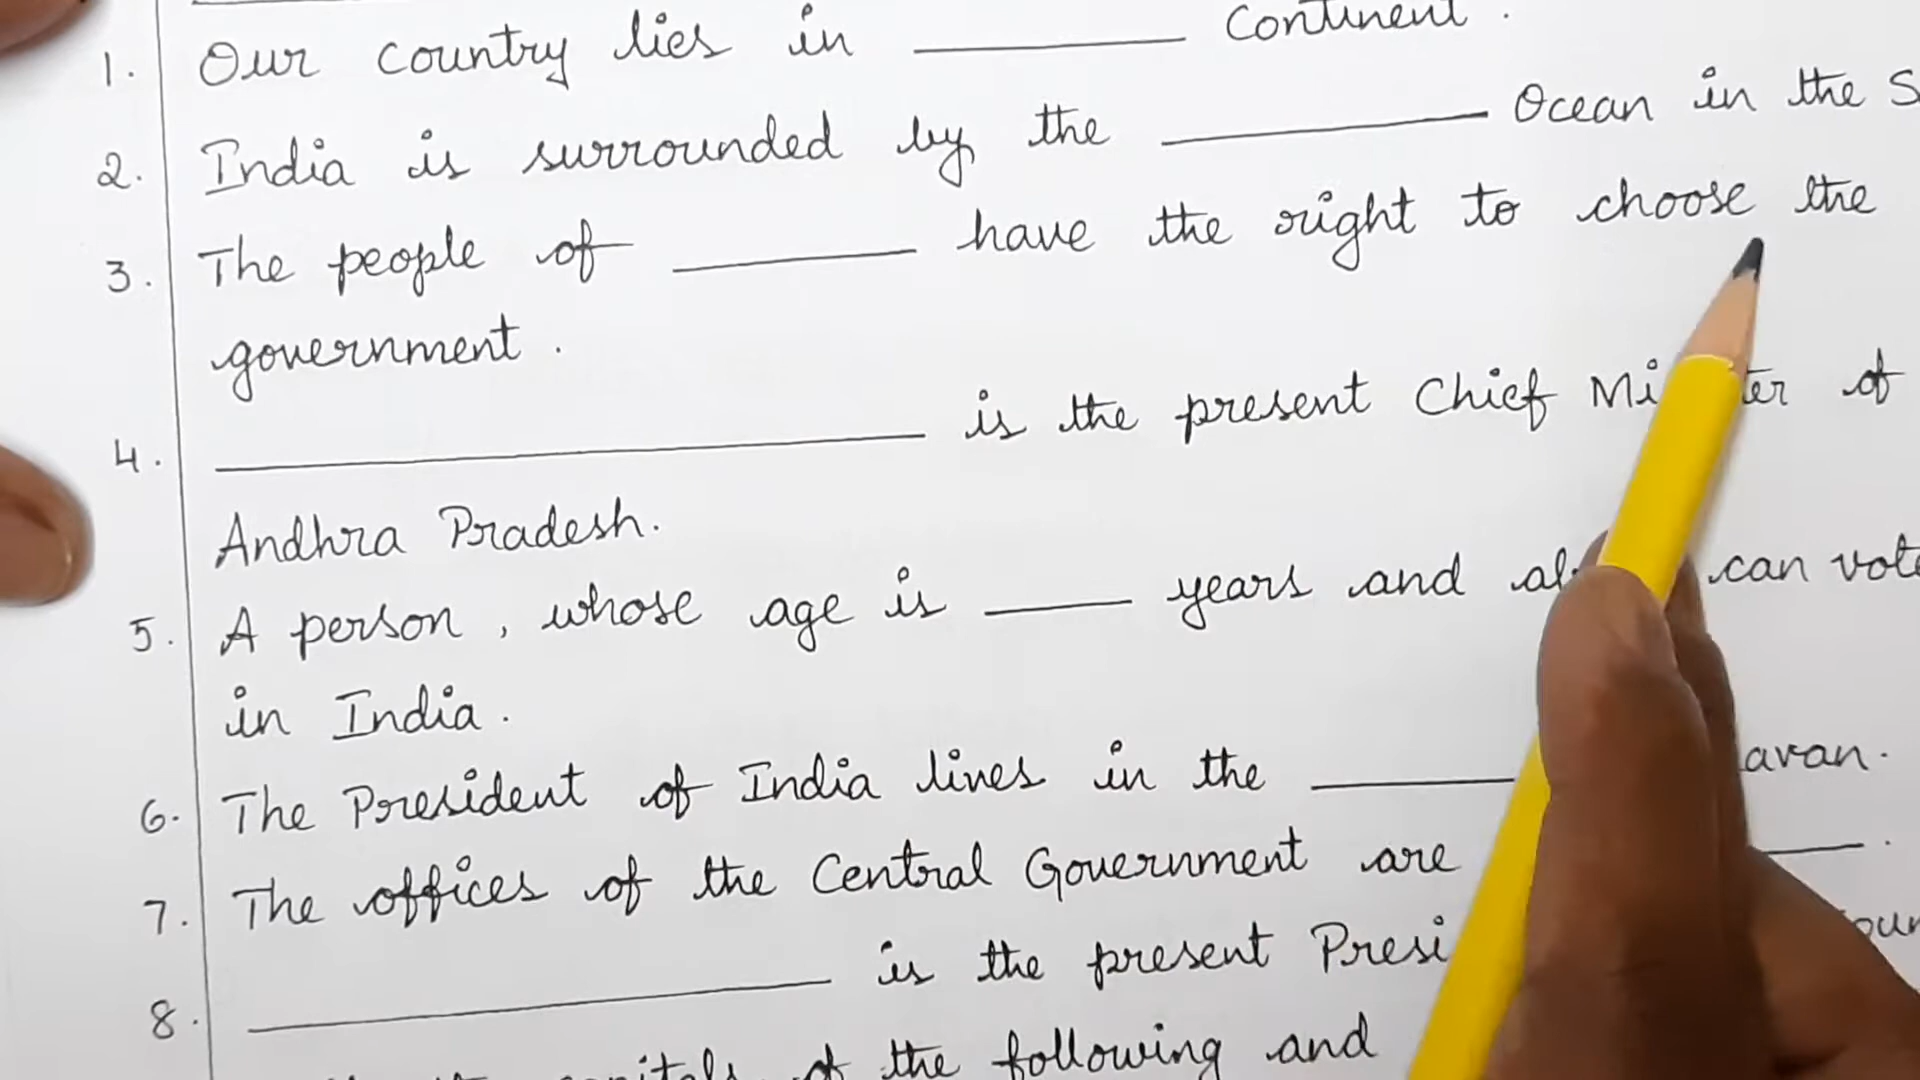 1. Our country lies in ________ Continent.
2. India is surrounded by the ________ Ocean in the S
3. The people of ________ have the right to choose the
government.
4. ________ is the present Chief of
Andhra Pradesh.
5. A person, whose age is ____ years and can vote
in India.
6. The President of India lives in the ________ avan.
7. The offices of the Central Government are ________.
8. ________ is the present Presi our
of the following and